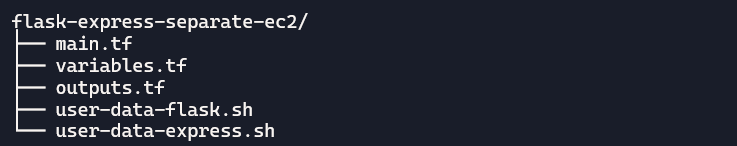 flask-express-separate-ec2/
├── main.tf
├── variables.tf
├── outputs.tf
├── user-data-flask.sh
└── user-data-express.sh